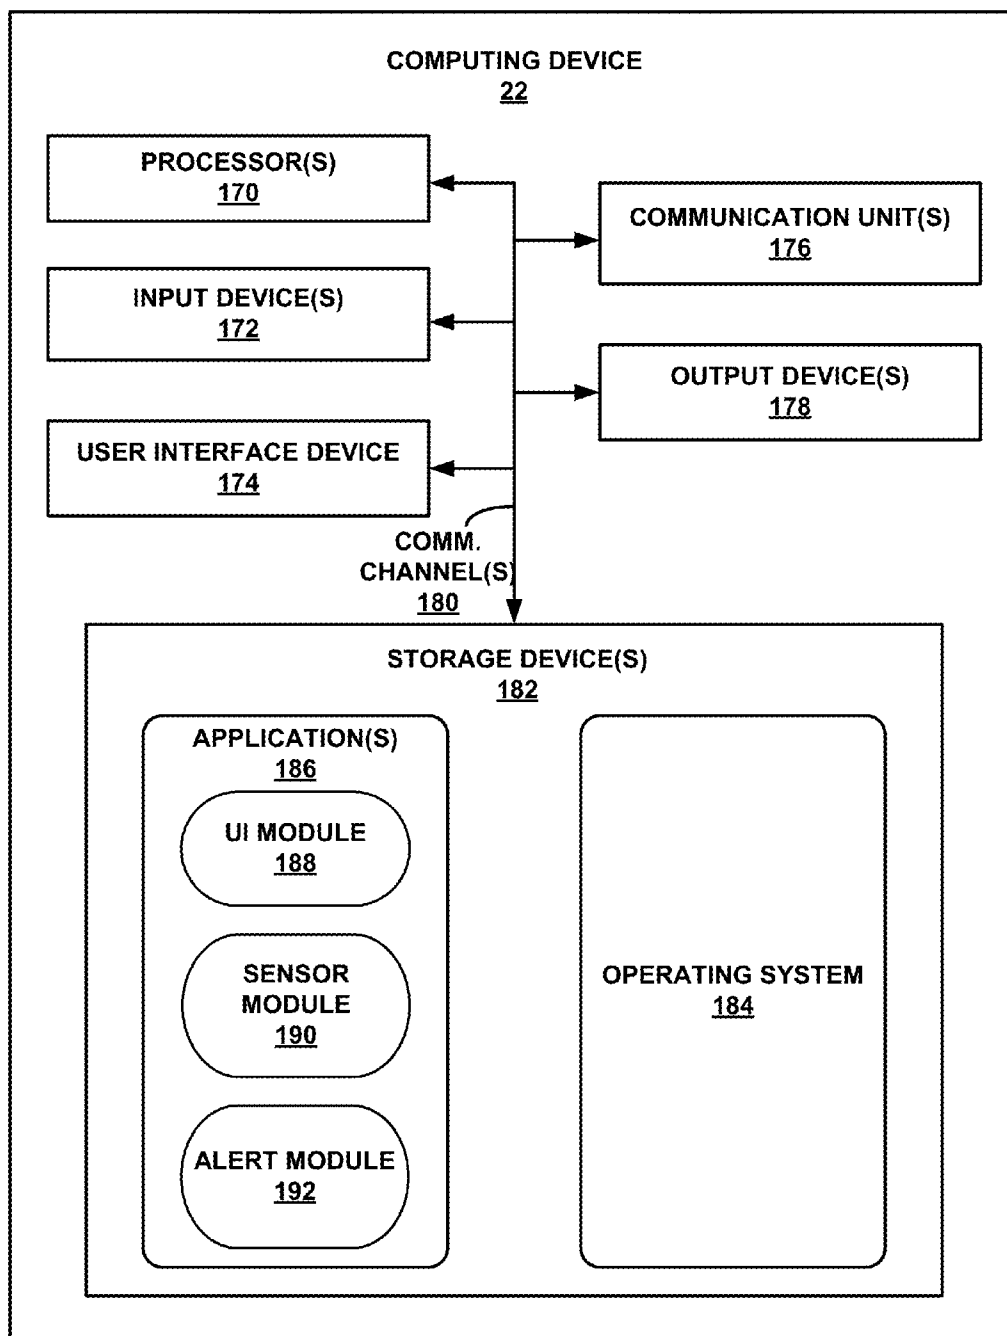 COMPUTING DEVICE
22
PROCESSOR(S)
170
COMMUNICATION UNIT(S)
176
INPUT DEVICE(S)
172
OUTPUT DEVICE(S)
178
USER INTERFACE DEVICE
174
COMM.
CHANNEL(S)
180
STORAGE DEVICE(S)
182
APPLICATION(S)
186
UI MODULE
188
SENSOR
MODULE
190
ALERT MODULE
192
OPERATING SYSTEM
184